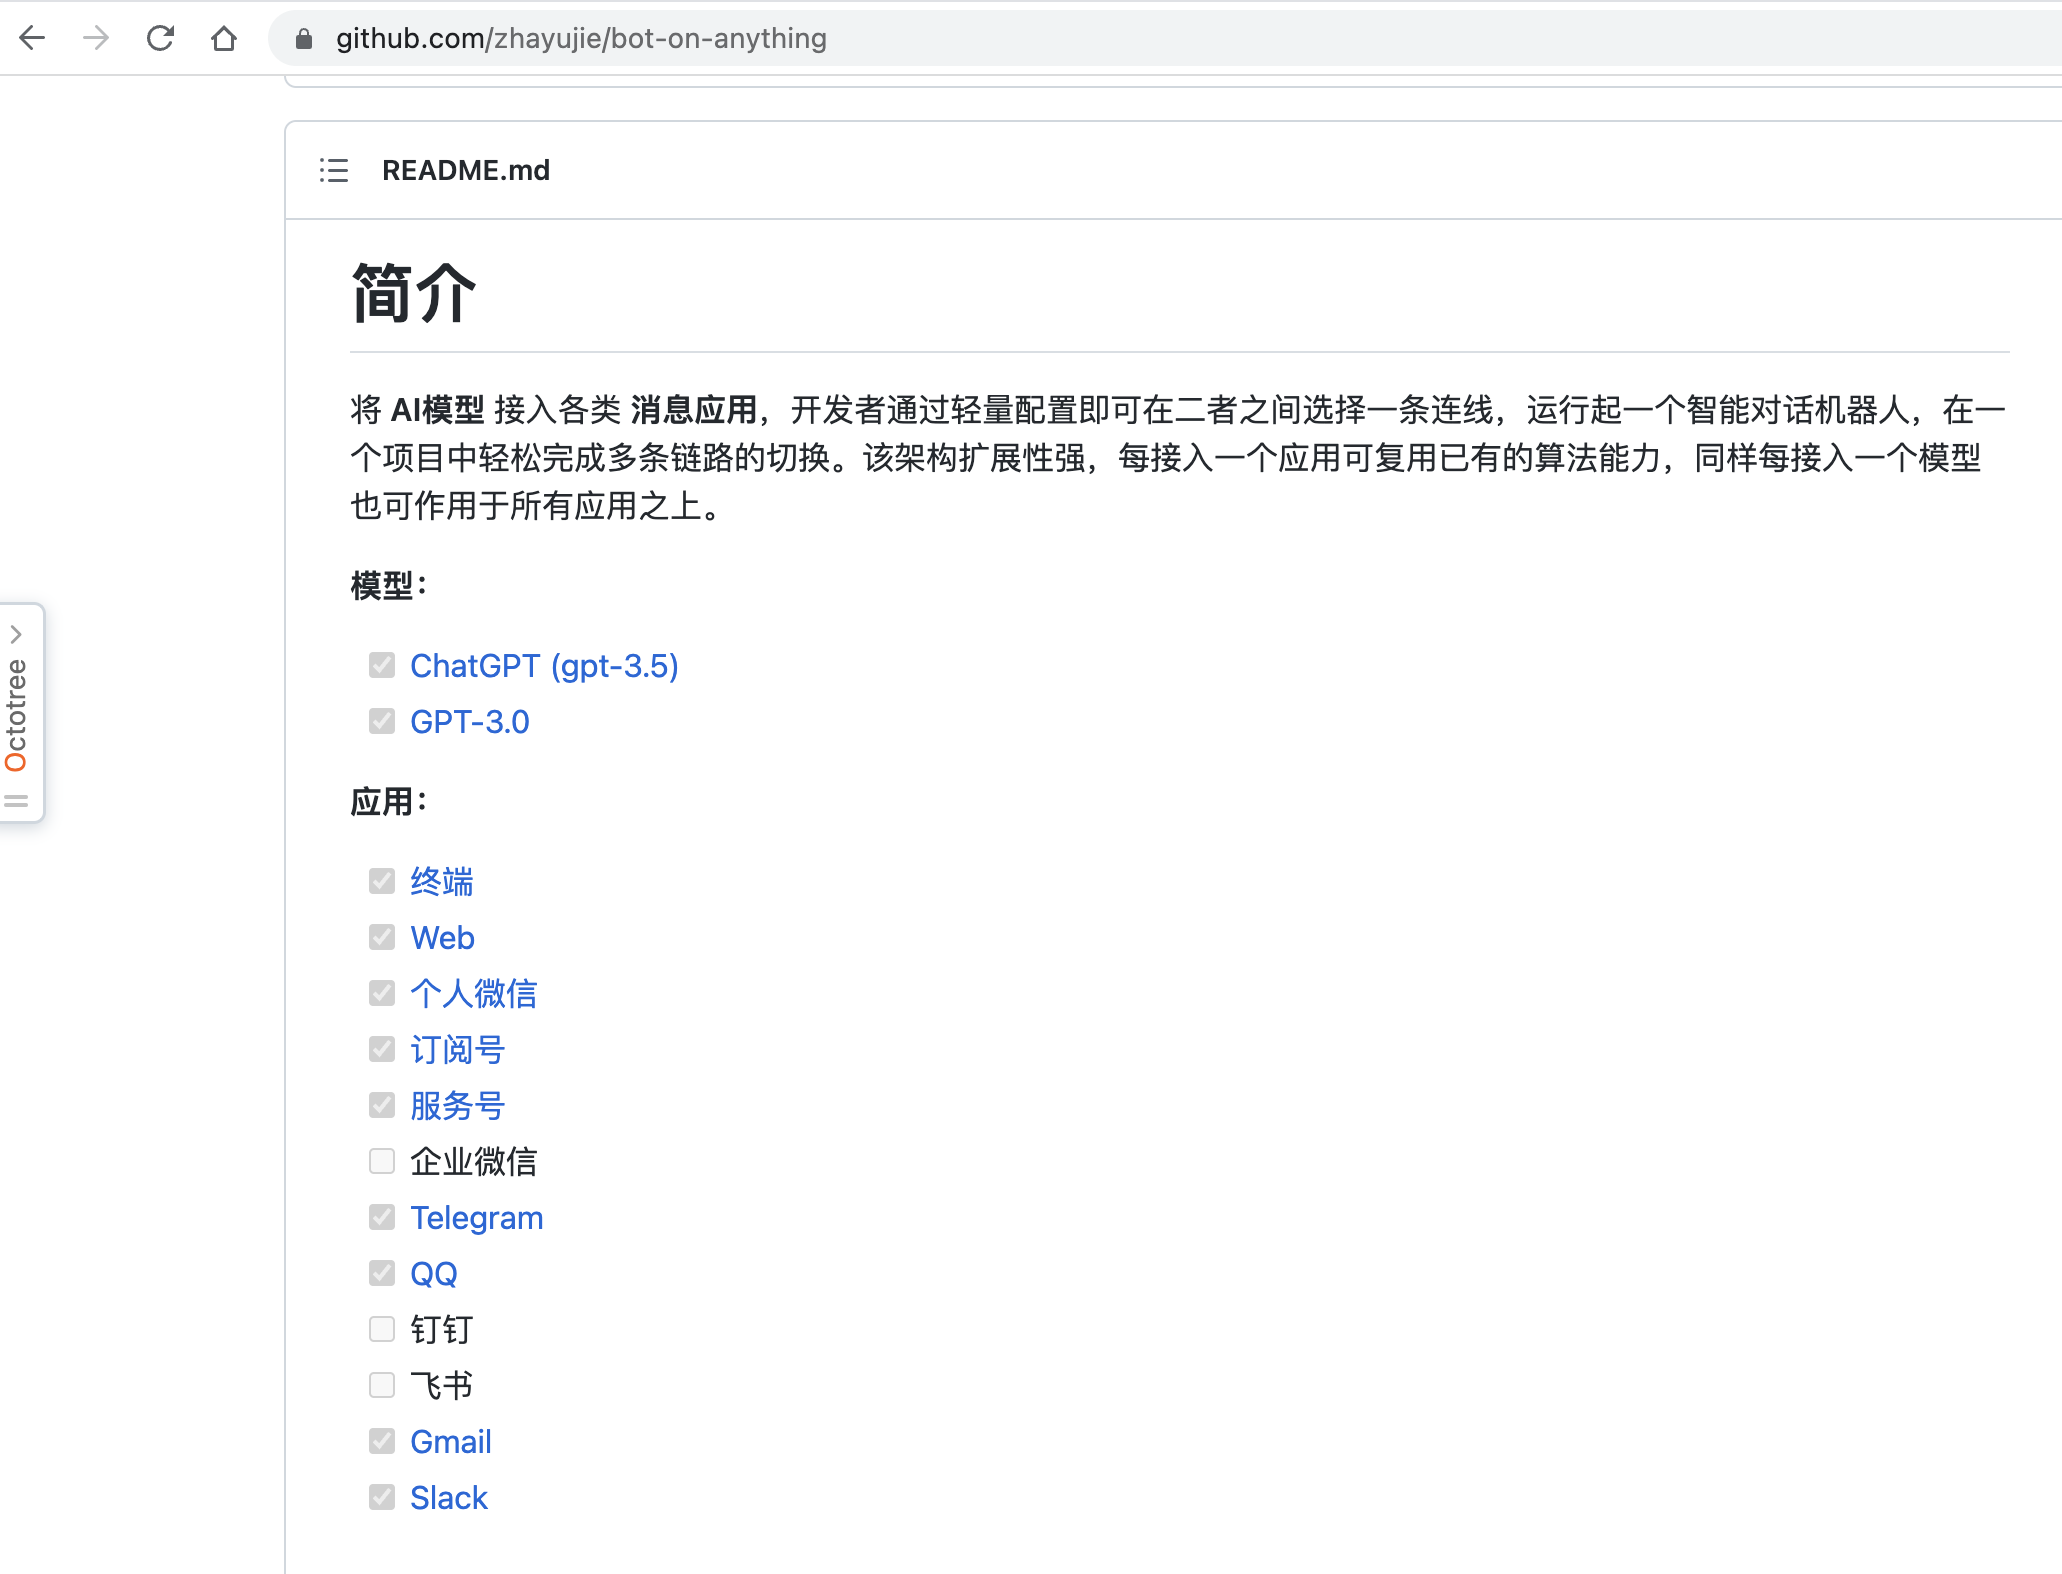 github.com/zhayujie/bot-on-anything
README.md
简介
将 AI模型 接入各类 消息应用，开发者通过轻量配置即可在二者之间选择一条连线，运行起一个智能对话机器人，在一
个项目中轻松完成多条链路的切换。该架构扩展性强，每接入一个应用可复用已有的算法能力，同样每接入一个模型
也可作用于所有应用之上。
模型：
ChatGPT (gpt-3.5)
GPT-3.0
Octotree
应用：
终端
Web
个人微信
订阅号
服务号
企业微信
Telegram
QQ
钉钉
飞书
Gmail
Slack